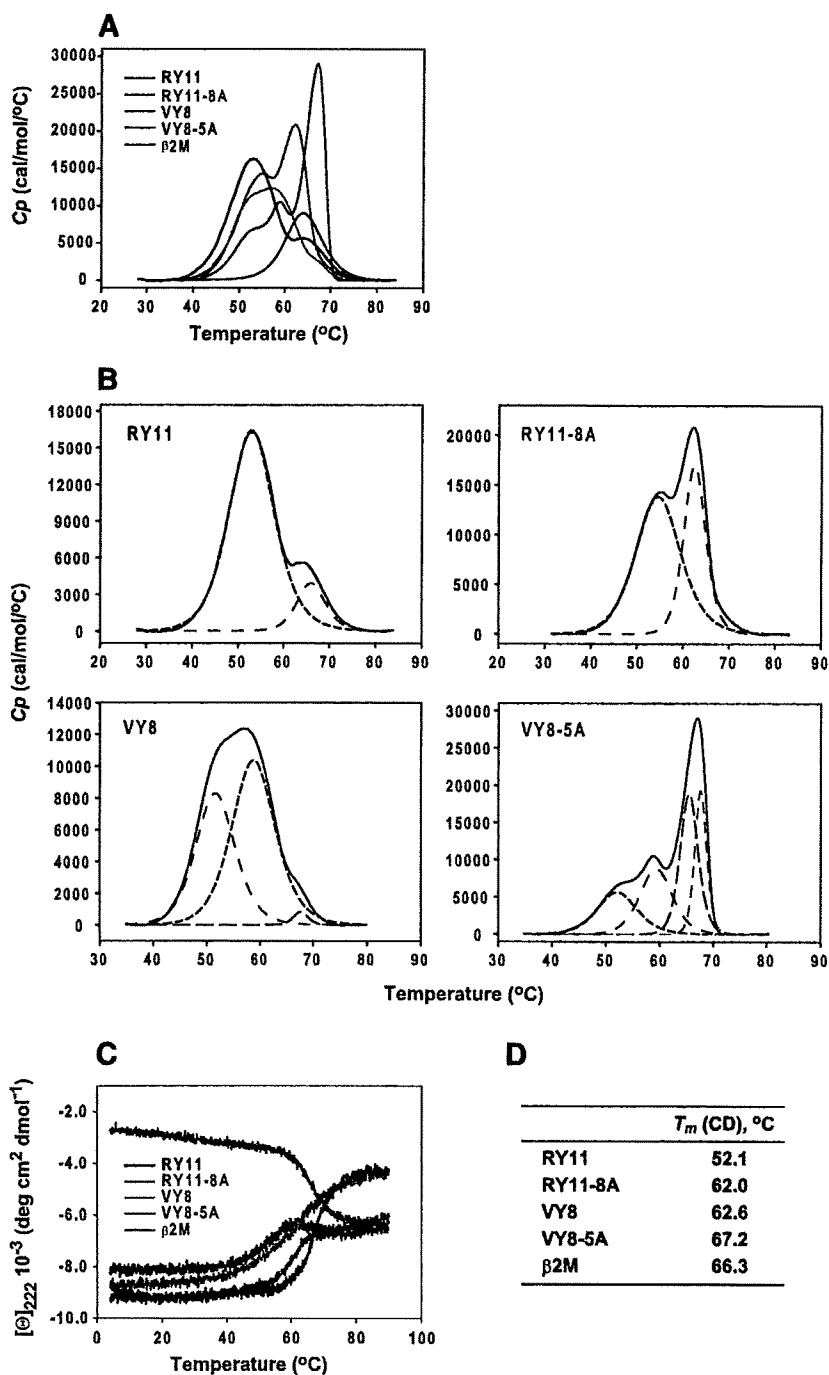 A
Cp (cal/mol/°C)
30000
25000
20000
15000
10000
5000
0
RY11
RY11-8A
VY8
VY8-5A
β2M
20 30 40 50 60 70 80 90
Temperature (°C)
B
Cp (cal/mol/°C)
18000
15000
12000
9000
6000
3000
0
RY11
20 30 40 50 60 70 80 90
20000
15000
10000
5000
0
RY11-8A
20 30 40 50 60 70 80 90
14000
12000
10000
8000
6000
4000
2000
0
VY8
30 40 50 60 70 80 90
30000
25000
20000
15000
10000
5000
0
VY8-5A
30 40 50 60 70 80 90
Temperature (°C)
C
[Θ]222 10-3 (deg cm2 dmol-1)
-2.0
-4.0
-6.0
-8.0
-10.0
RY11
RY11-8A
VY8
VY8-5A
β2M
0 20 40 60 80 100
Temperature (°C)
D
Tm (CD), °C
RY11 52.1
RY11-8A 62.0
VY8 62.6
VY8-5A 67.2
β2M 66.3